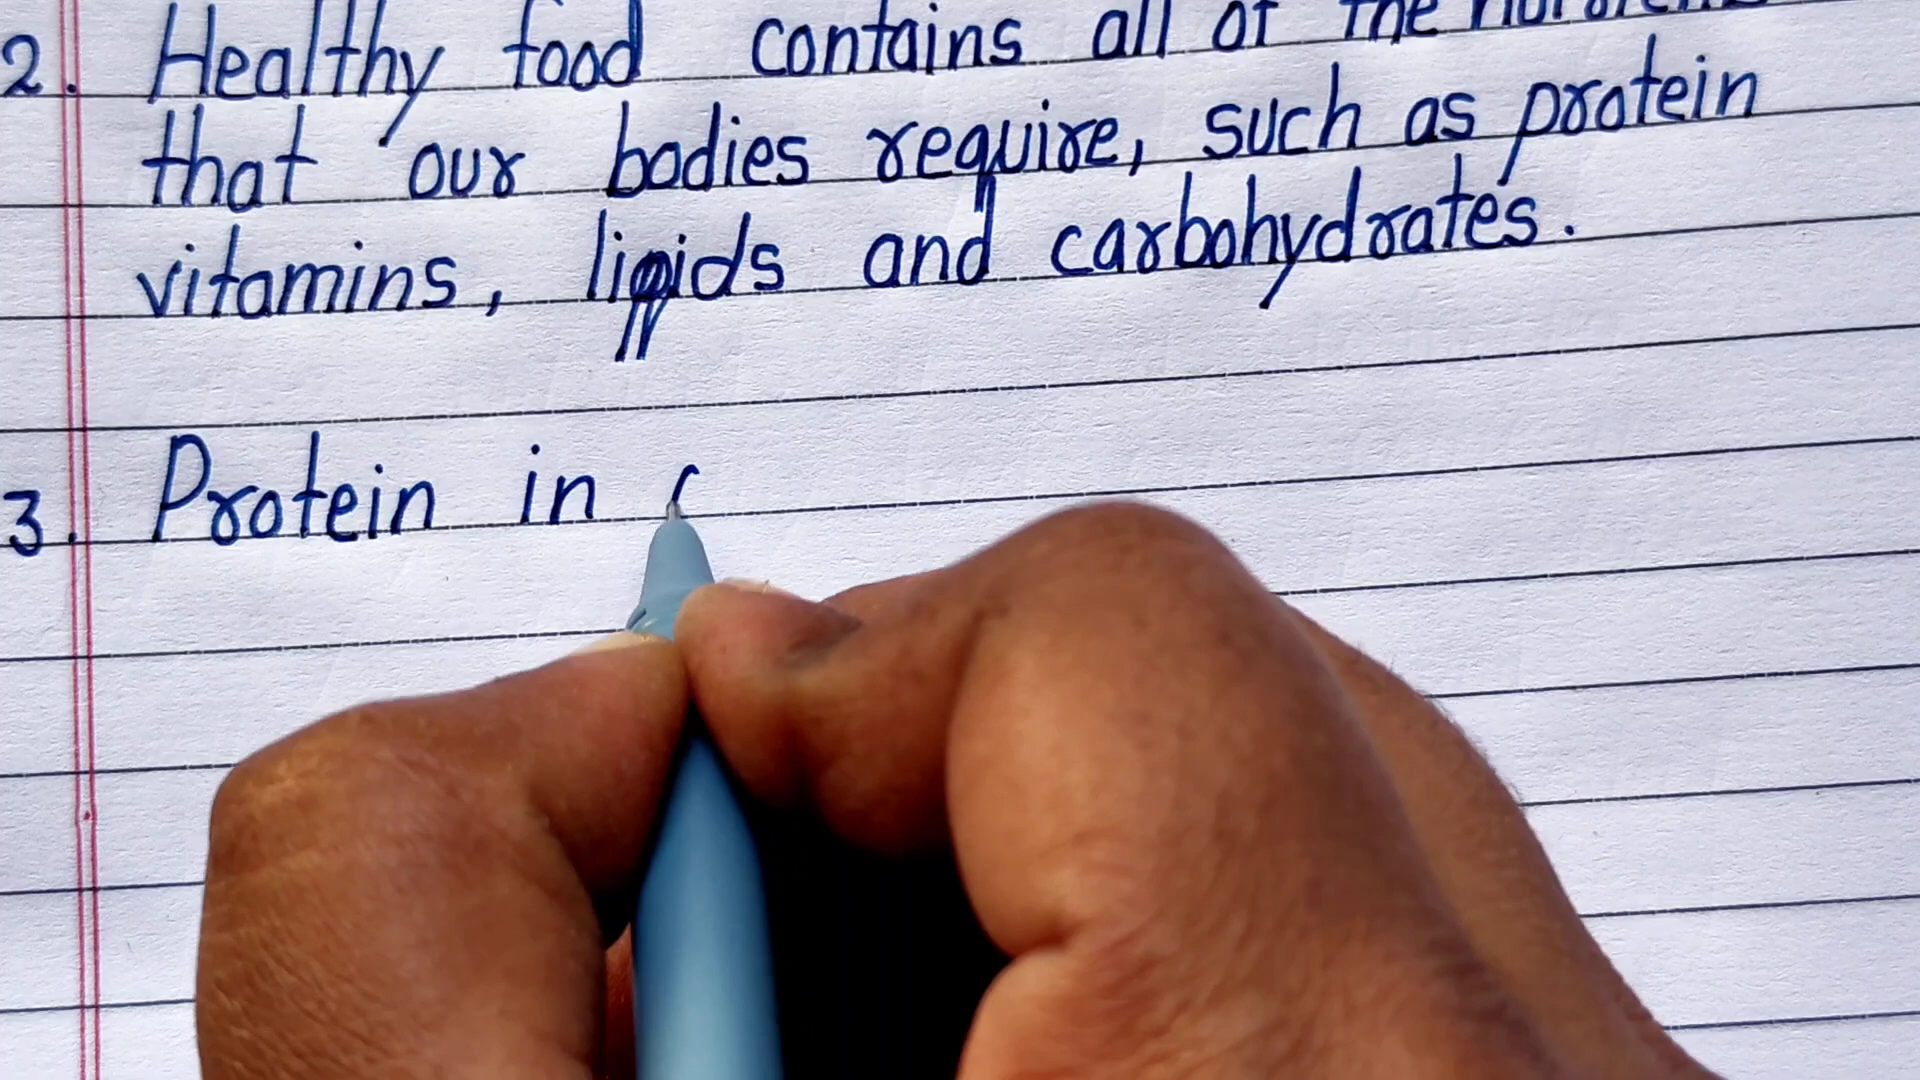 2. Healthy food contains all of the nutrients
that our bodies require, such as protein
vitamins, lipids and carbohydrates.
3. Protein in